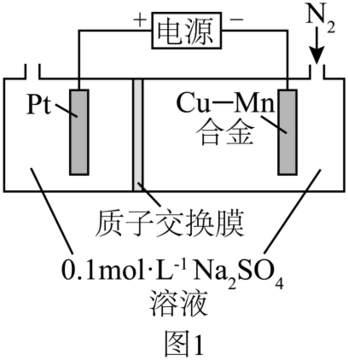 + 电源 −
N₂
Pt
Cu—Mn
合金
质子交换膜
0.1mol·L⁻¹ Na₂SO₄
溶液
图1